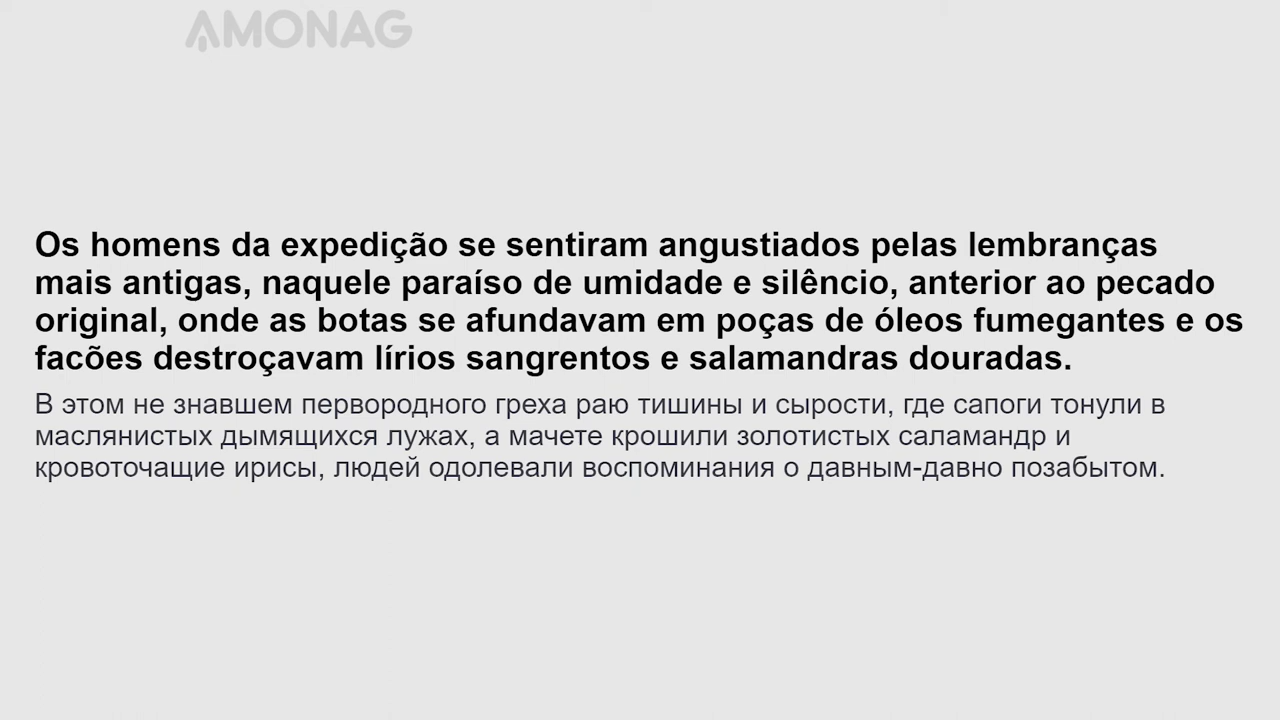 AMONAG
Os homens da expedição se sentiram angustiados pelas lembranças
mais antigas, naquele paraíso de umidade e silêncio, anterior ao pecado
original, onde as botas se afundavam em poças de óleos fumegantes e os
facões destroçavam lírios sangrentos e salamandras douradas.
В этом не знавшем первородного греха раю тишины и сырости, где сапоги тонули в
маслянистых дымящихся лужах, а мачете крошили золотистых саламандр и
кровоточащие ирисы, людей одолевали воспоминания о давным-давно позабытом.